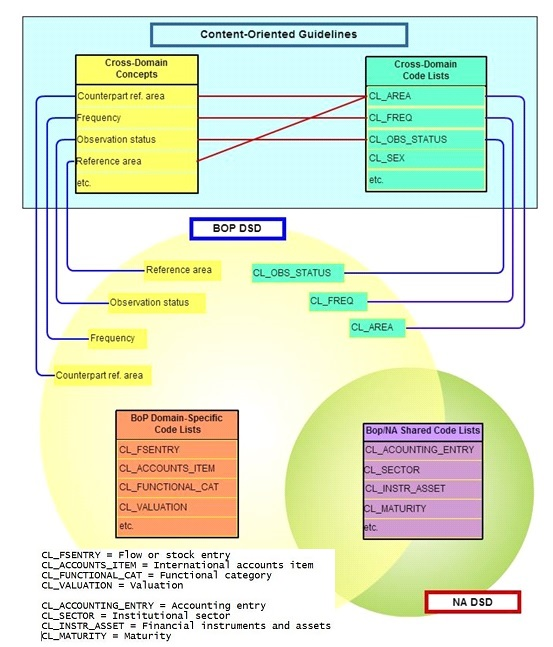 Content-Oriented Guidelines
Cross-Domain
Concepts
Counterpart ref. area
Frequency
Observation status
Reference area
etc.
Cross-Domain
Code Lists
CL_AREA
CL_FREQ
CL_OBS_STATUS
CL_SEX
etc.
BOP DSD
Reference area
Observation status
Frequency
Counterpart ref. area
CL_OBS_STATUS
CL_FREQ
CL_AREA
BoP Domain-Specific
Code Lists
CL_FSENTRY
CL_ACCOUNTS_ITEM
CL_FUNCTIONAL_CAT
CL_VALUATION
etc.
Bop/NA Shared Code Lists
CL_ACOUNTING_ENTRY
CL_SECTOR
CL_INSTR_ASSET
CL_MATURITY
etc.
CL_FSENTRY = Flow or stock entry
CL_ACCOUNTS_ITEM = International accounts item
CL_FUNCTIONAL_CAT = Functional category
CL_VALUATION = Valuation
CL_ACCOUNTING_ENTRY = Accounting entry
CL_SECTOR = Institutional sector
CL_INSTR_ASSET = Financial instruments and assets
CL_MATURITY = Maturity
NA DSD